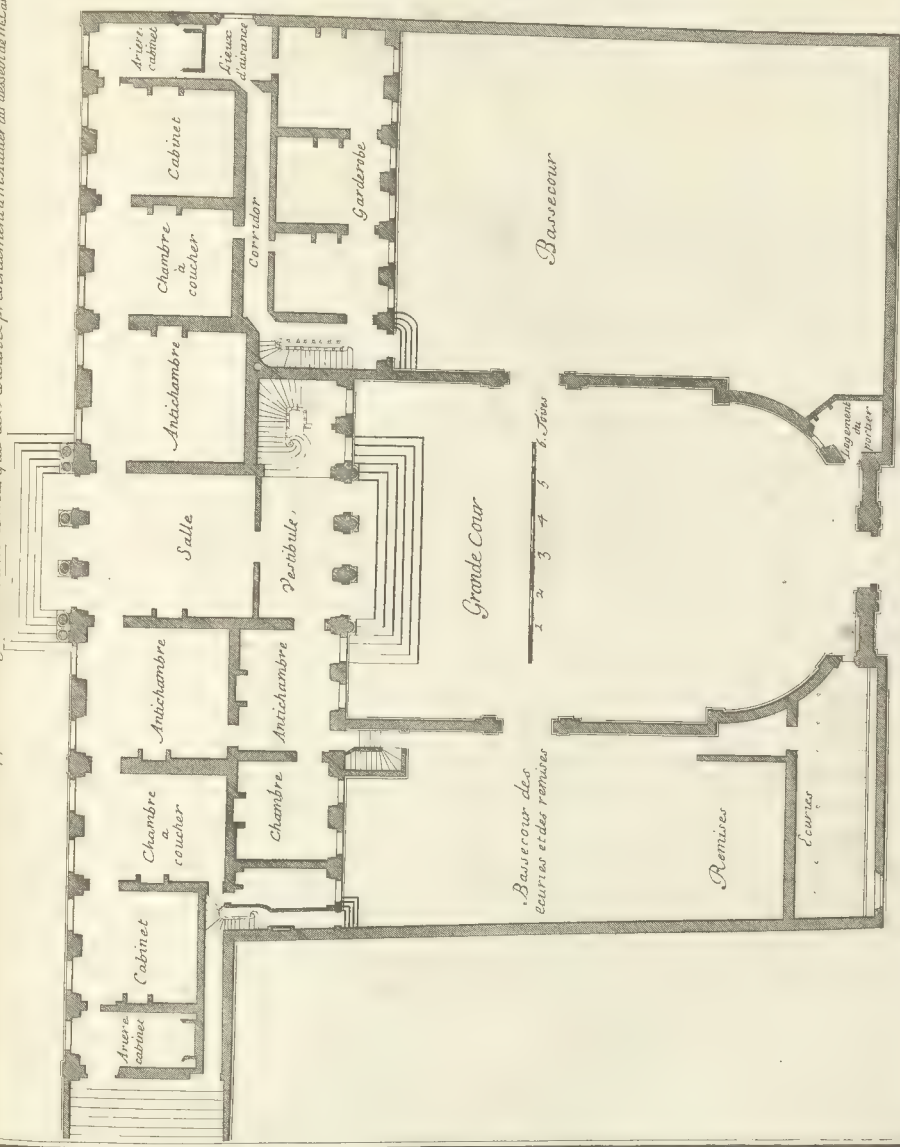 Ariere
cabinet
Cabinet
Chambre
a
coucher
Antichambre
Salle
Antichambre
Chambre
a
coucher
Cabinet
Ariere
cabinet
Lieux
d'aisance
Corridor
Chambre
Antichambre
Vestibule
Garderobe
Grande Cour
1 2 3 4 5 6. Toises
Bassecour des
ecuries et des remises
Bassecour
Remises
Ecuries
Logement
du
portier